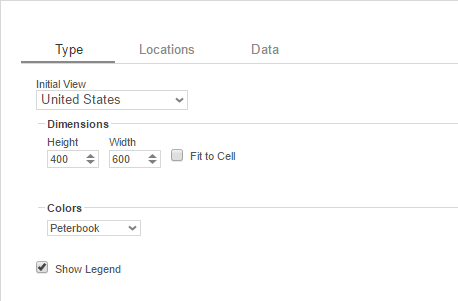 Type Locations Data
Initial View
United States
Dimensions
Height Width
400 600 Fit to Cell
Colors
Peterbook
Show Legend